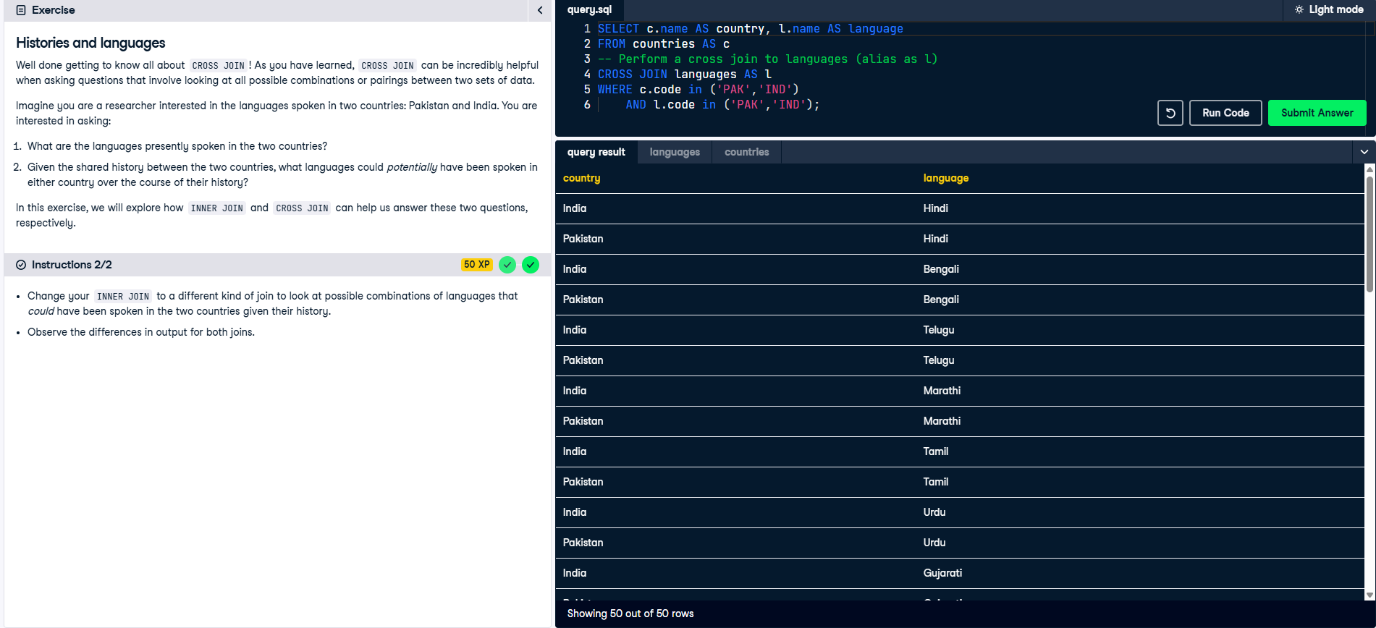 Exercise
Histories and languages
Well done getting to know all about CROSS JOIN ! As you have learned, CROSS JOIN can be incredibly helpful
when asking questions that involve looking at all possible combinations or pairings between two sets of data.
Imagine you are a researcher interested in the languages spoken in two countries: Pakistan and India. You are
interested in asking:
1. What are the languages presently spoken in the two countries?
2. Given the shared history between the two countries, what languages could potentially have been spoken in
either country over the course of their history?
In this exercise, we will explore how INNER JOIN and CROSS JOIN can help us answer these two questions,
respectively.
Instructions 2/2
50 XP
• Change your INNER JOIN to a different kind of join to look at possible combinations of languages that
could have been spoken in the two countries given their history.
• Observe the differences in output for both joins.
query.sql
Light mode
1 SELECT c.name AS country, l.name AS language
2 FROM countries AS c
3 -- Perform a cross join to languages (alias as l)
4 CROSS JOIN languages AS l
5 WHERE c.code in ('PAK','IND')
6 AND l.code in ('PAK','IND');
Run Code
Submit Answer
query result languages countries
country language
India Hindi
Pakistan Hindi
India Bengali
Pakistan Bengali
India Telugu
Pakistan Telugu
India Marathi
Pakistan Marathi
India Tamil
Pakistan Tamil
India Urdu
Pakistan Urdu
India Gujarati
Showing 50 out of 50 rows